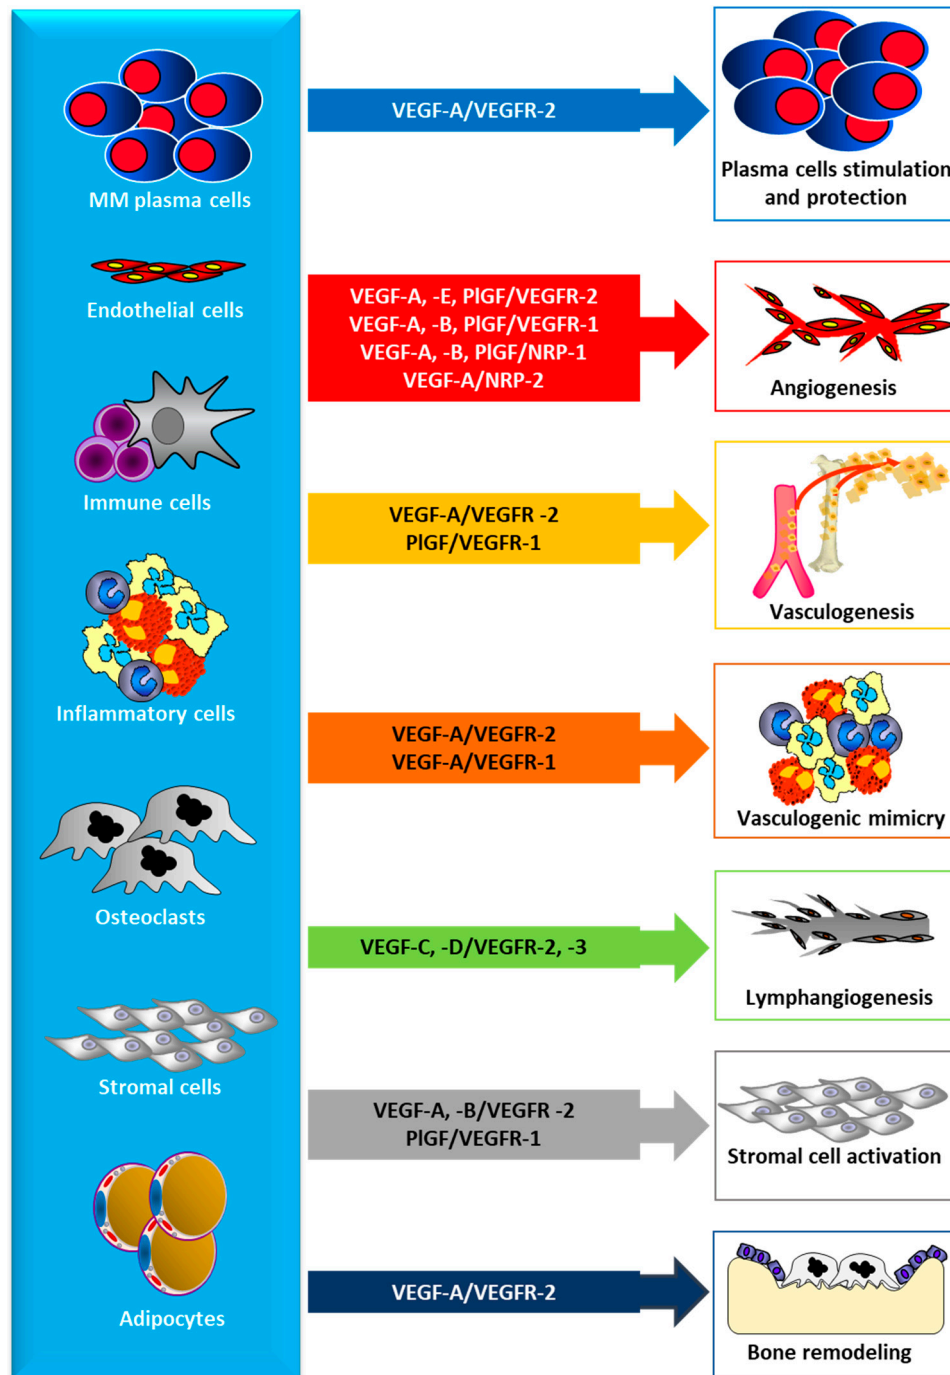 MM plasma cells
VEGF-A/VEGFR-2
Plasma cells stimulation
and protection
Endothelial cells
VEGF-A, -E, PlGF/VEGFR-2
VEGF-A, -B, PlGF/VEGFR-1
VEGF-A, -B, PlGF/NRP-1
VEGF-A/NRP-2
Angiogenesis
Immune cells
VEGF-A/VEGFR -2
PlGF/VEGFR-1
Vasculogenesis
Inflammatory cells
VEGF-A/VEGFR-2
VEGF-A/VEGFR-1
Vasculogenic mimicry
Osteoclasts
VEGF-C, -D/VEGFR-2, -3
Lymphangiogenesis
Stromal cells
VEGF-A, -B/VEGFR -2
PlGF/VEGFR-1
Stromal cell activation
Adipocytes
VEGF-A/VEGFR-2
Bone remodeling